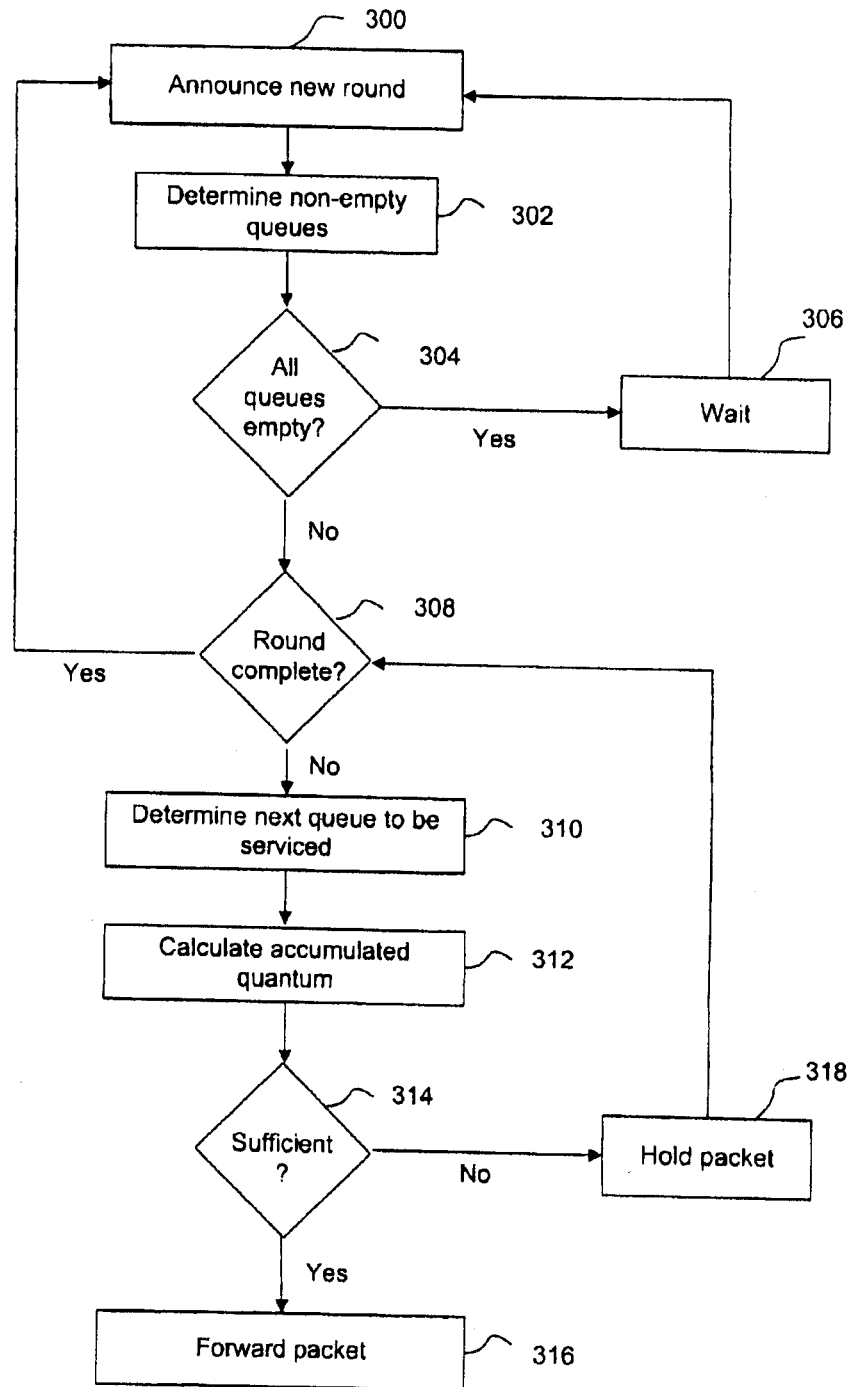 300
Announce new round
Determine non-empty
queues
302
304
All
queues
empty?
Yes
306
Wait
No
308
Round
complete?
Yes
No
Determine next queue to be
serviced
310
Calculate accumulated
quantum
312
314
Sufficient
?
No
318
Hold packet
Yes
Forward packet
316